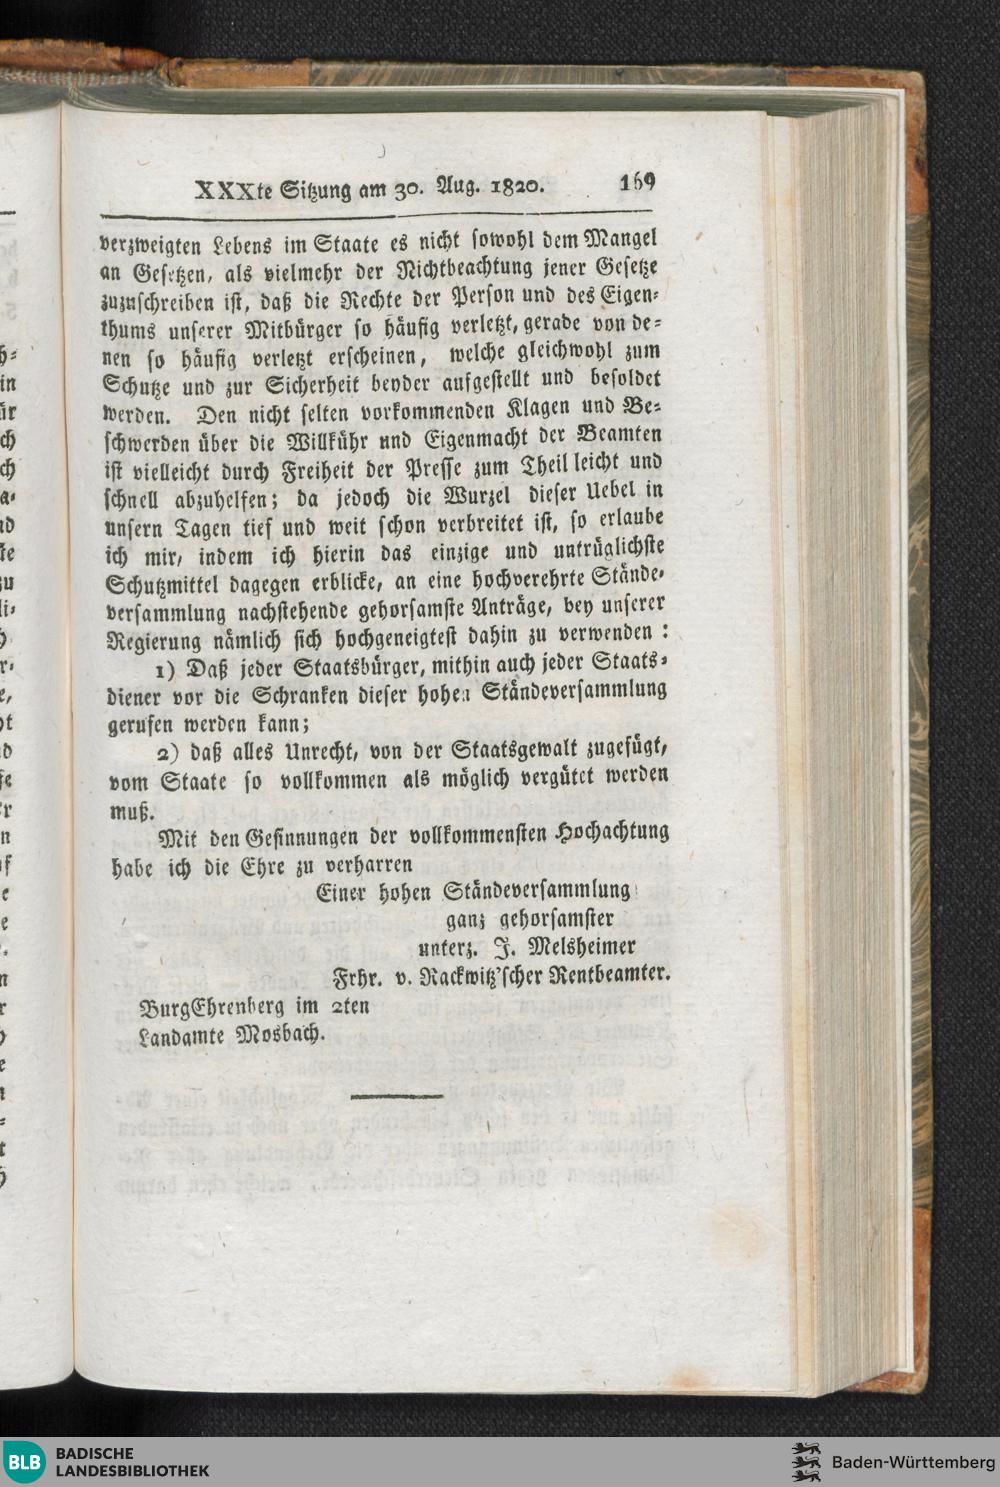 XXXte Sitzung am 30. Aug. 1820. 169
verzweigten Lebens im Staate es nicht sowohl dem Mangel
an Gesetzen, als vielmehr der Nichtbeachtung jener Gesetze
zuzuschreiben ist, daß die Rechte der Person und des Eigen-
thums unserer Mitbürger so häufig verletzt, gerade von de-
nen so häufig verletzt erscheinen, welche gleichwohl zum
Schutze und zur Sicherheit beyder aufgestellt und besoldet
werden. Den nicht selten vorkommenden Klagen und Be-
schwerden über die Willkühr und Eigenmacht der Beamten
ist vielleicht durch Freiheit der Presse zum Theil leicht und
schnell abzuhelfen; da jedoch die Wurzel dieser Uebel in
unsern Tagen tief und weit schon verbreitet ist, so erlaube
ich mir, indem ich hierin das einzige und untrüglichste
Schutzmittel dagegen erblicke, an eine hochverehrte Stände-
versammlung nachstehende gehorsamste Anträge, bey unserer
Regierung nämlich sich hochgeneigtest dahin zu verwenden:
1) Daß jeder Staatsbürger, mithin auch jeder Staats-
diener vor die Schranken dieser hohen Ständeversammlung
gerufen werden kann;
2) daß alles Unrecht, von der Staatsgewalt zugefügt,
vom Staate so vollkommen als möglich vergütet werden
muß.
Mit den Gesinnungen der vollkommensten Hochachtung
habe ich die Ehre zu verharren
Einer hohen Ständeversammlung
ganz gehorsamster
unterz. J. Melsheimer
Frhr. v. Rackwitz'scher Rentbeamter.
BurgEhrenberg im 2ten
Landamte Mosbach.
BLB BADISCHE
LANDESBIBLIOTHEK
Baden-Württemberg